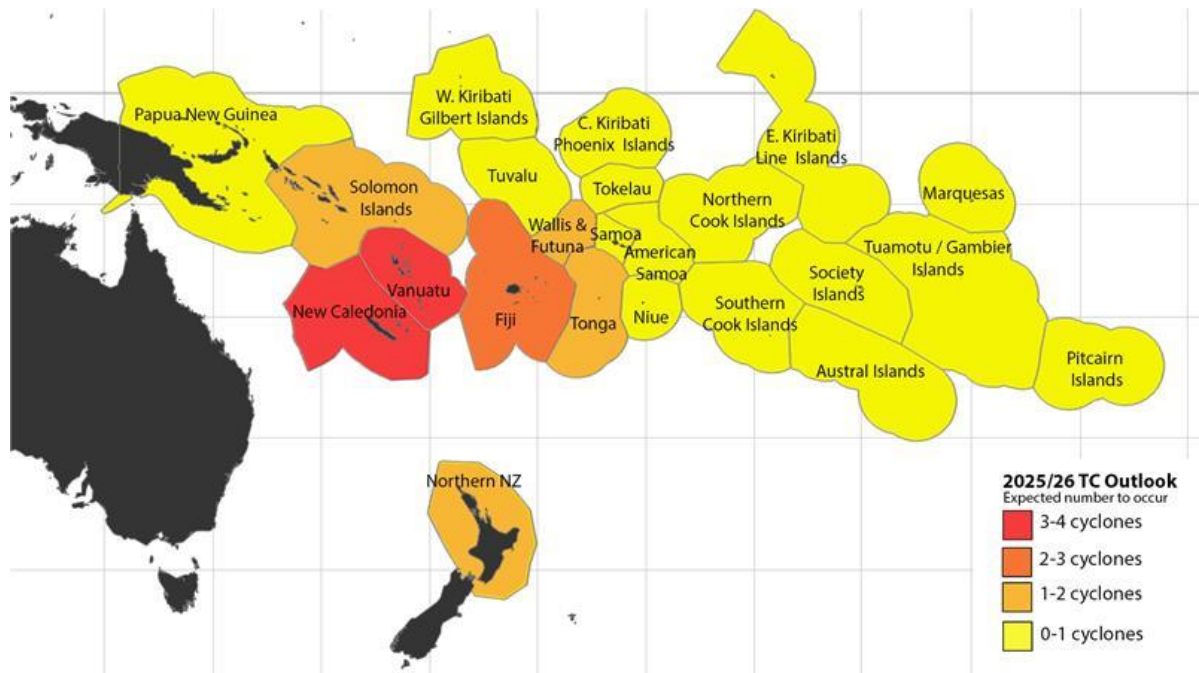 W. Kiribati
Gilbert Islands
Papua New Guinea
C. Kiribati
Phoenix Islands
E. Kiribati
Line Islands
Tuvalu
Tokelau
Solomon
Islands
Northern
Cook Islands
Marquesas
Wallis &
Futuna
Samoa
American
Samoa
Tuamotu / Gambier
Islands
Society
Islands
Vanuatu
New Caledonia
Fiji
Tonga
Niue
Southern
Cook Islands
Austral Islands
Pitcairn
Islands
Northern NZ
2025/26 TC Outlook
Expected number to occur
3-4 cyclones
2-3 cyclones
1-2 cyclones
0-1 cyclones